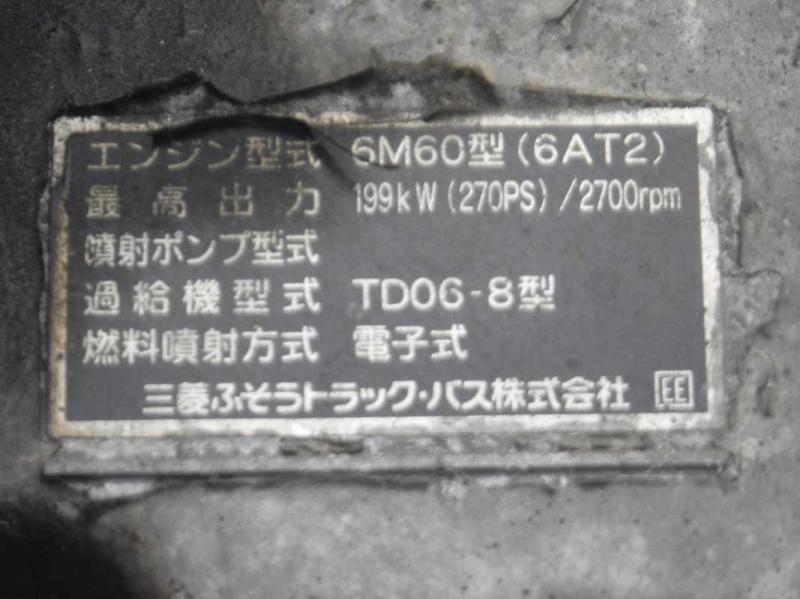 エンジン型式 6M60型(6AT2)
最高出力 199kW(270PS)/2700rpm
噴射ポンプ型式
過給機型式 TD06-8型
燃料噴射方式 電子式
三菱ふそうトラック・バス株式会社 EE